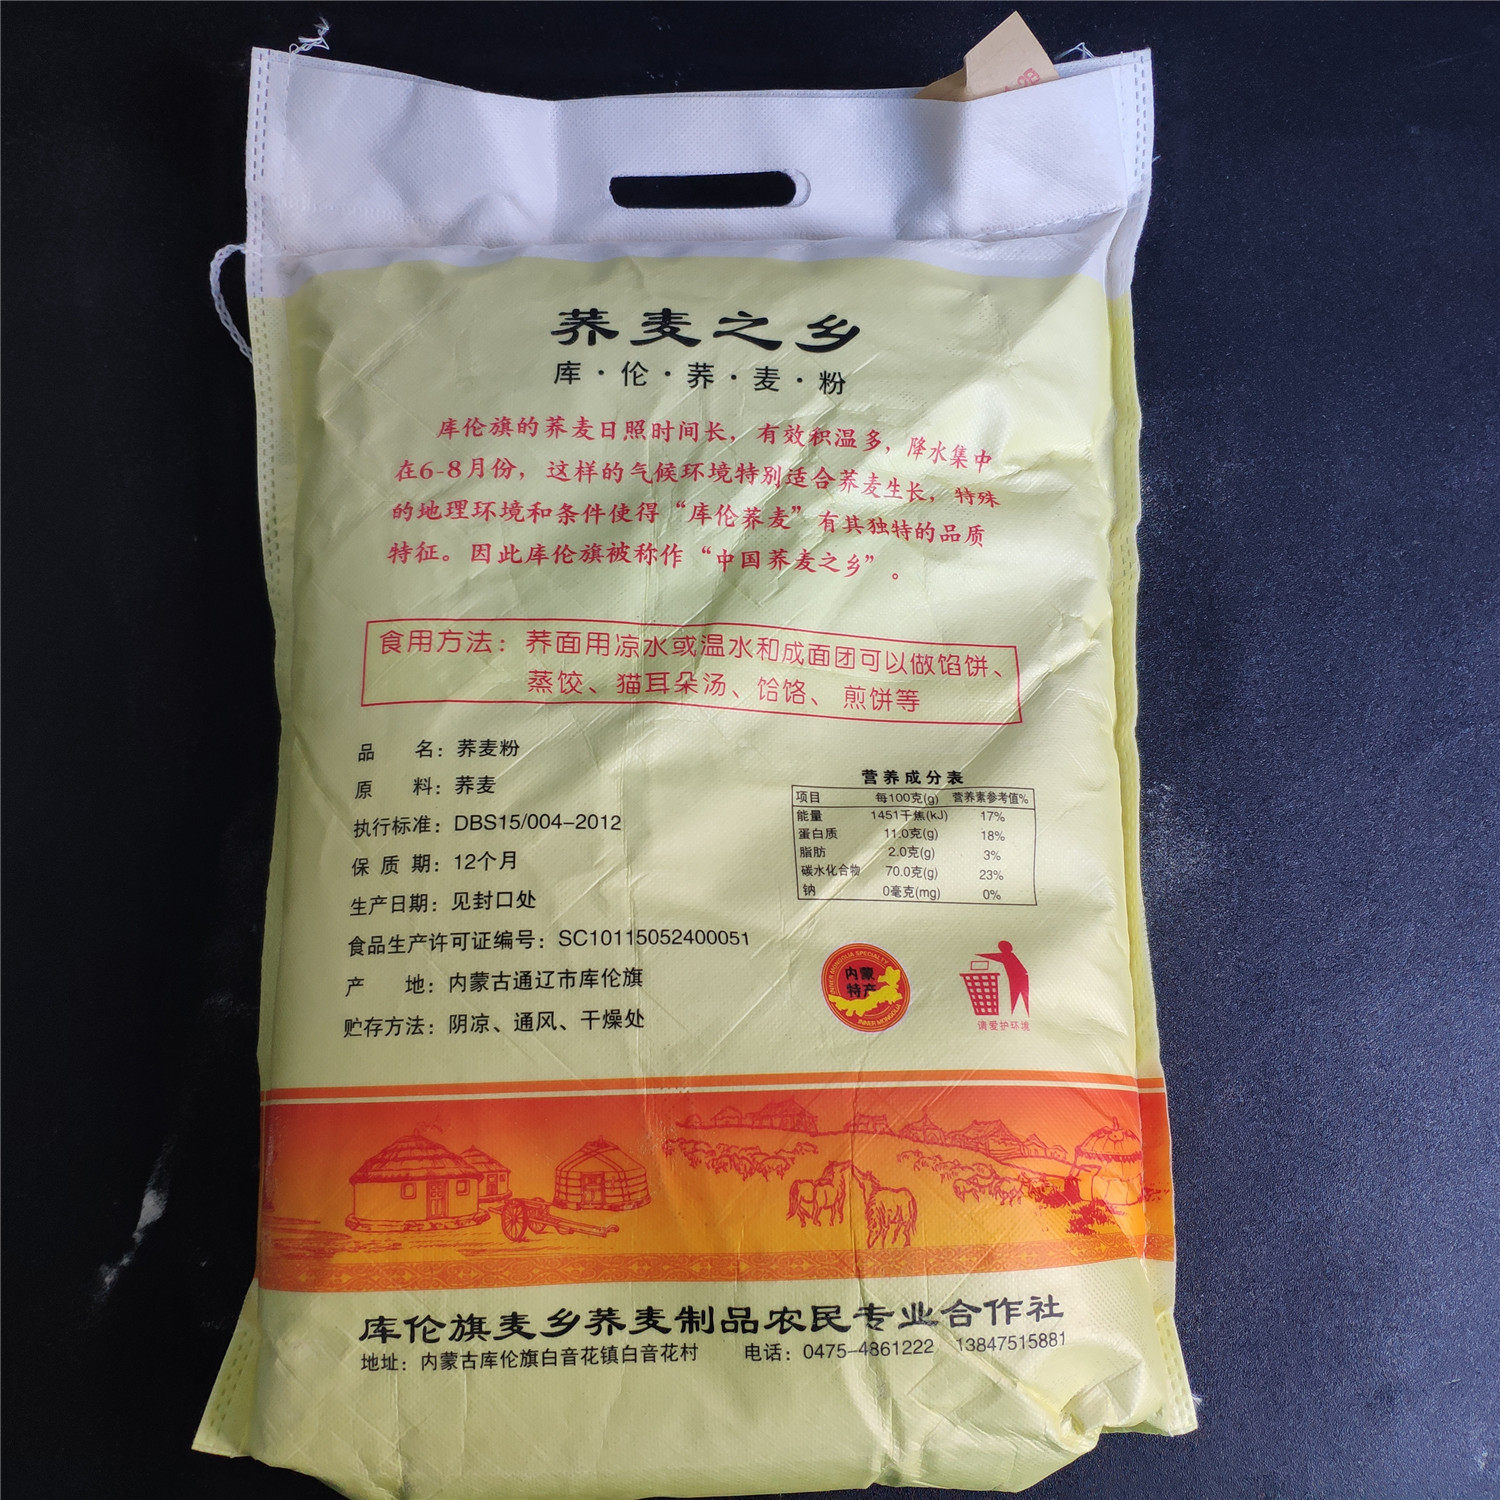 荞麦之乡
库·伦·荞·麦·粉
库伦旗的荞麦日照时间长，有效积温多，降水集中
在6-8月份，这样的气候环境特别适合荞麦生长，特殊
的地理环境和条件使得“库伦荞麦”有其独特的品质
特征。因此库伦旗被称作“中国荞麦之乡”。
食用方法：荞面用凉水或温水和成面团可以做馅饼、
蒸饺、猫耳朵汤、饸饹、煎饼等
品 名：荞麦粉
原 料：荞麦
执行标准：DBS15/004-2012
保 质 期：12个月
生产日期：见封口处
食品生产许可证编号：SC10115052400051
产 地：内蒙古通辽市库伦旗
贮存方法：阴凉、通风、干燥处
营养成分表
项目 每100克(g) 营养素参考值%
能量 1451千焦(KJ) 17%
蛋白质 11.0克(g) 18%
脂肪 2.0克(g) 3%
碳水化合物 70.0克(g) 23%
钠 0毫克(mg) 0%
INNER MONGOLIA SPECIALTY
内蒙
特产
INNER MONGOLIA
请爱护环境
库伦旗麦乡荞麦制品农民专业合作社
地址：内蒙古库伦旗白音花镇白音花村 电话：0475-4861222 13847515881